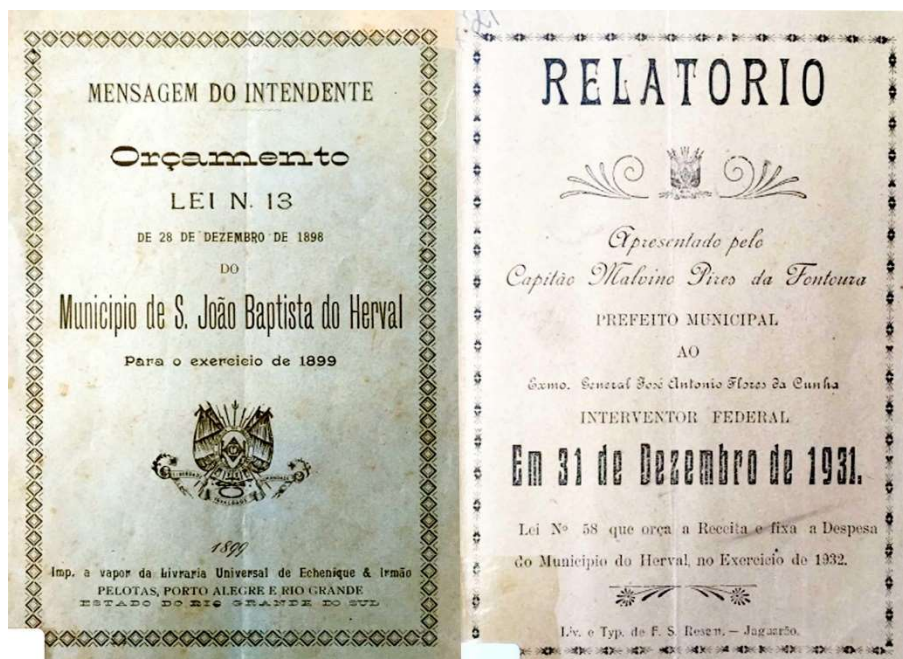 MENSAGEM DO INTENDENTE
Orçamento
LEI N. 13
DE 28 DE DEZEMBRO DE 1898
DO
Municipio de S. João Baptista do Herval
Para o exercicio de 1899
1899
Imp. a vapor da Livraria Universal de Echenique & Irmão
PELOTAS, PORTO ALEGRE E RIO GRANDE
ESTADO DO RIO GRANDE DO SUL
RELATORIO
Apresentado pelo
Capitão Malvino Pires da Fontoura
PREFEITO MUNICIPAL
AO
Exmo. General José Antonio Flores da Cunha
INTERVENTOR FEDERAL
Em 31 de Dezembro de 1931.
Lei Nº 58 que orça a Receita e fixa a Despesa
do Municipio do Herval, no Exercicio de 1932.
Liv. e Typ. de F. S. — Jaguarão.